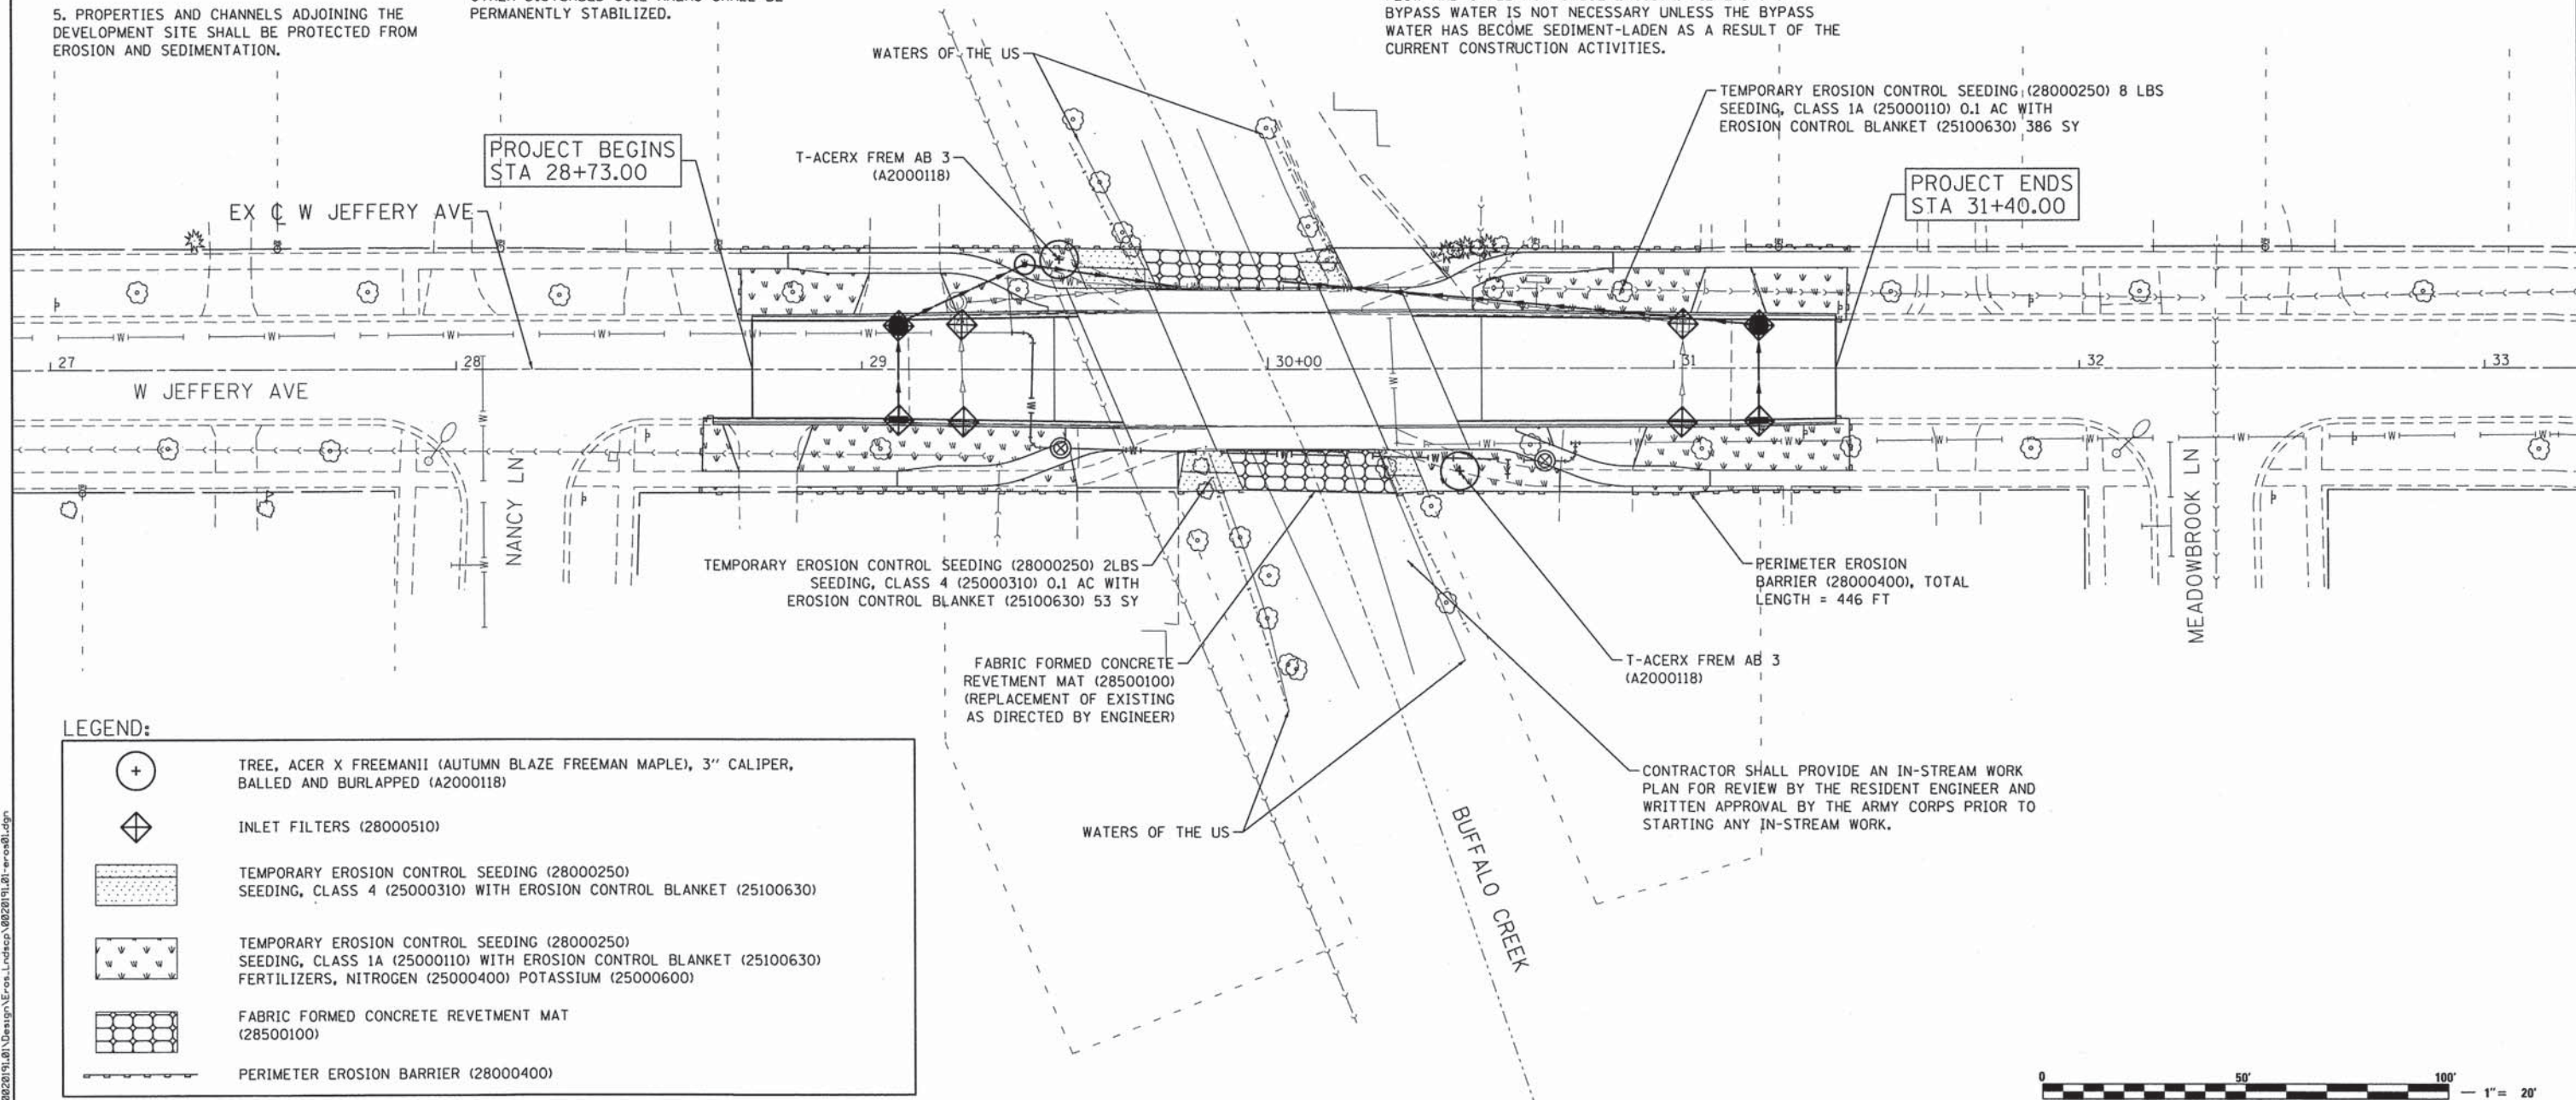 5. PROPERTIES AND CHANNELS ADJOINING THE
DEVELOPMENT SITE SHALL BE PROTECTED FROM
EROSION AND SEDIMENTATION.
PERMANENTLY STABILIZED.
BYPASS WATER IS NOT NECESSARY UNLESS THE BYPASS
WATER HAS BECOME SEDIMENT-LADEN AS A RESULT OF THE
CURRENT CONSTRUCTION ACTIVITIES.
WATERS OF THE US
TEMPORARY EROSION CONTROL SEEDING (28000250) 8 LBS
SEEDING, CLASS 1A (25000110) 0.1 AC WITH
EROSION CONTROL BLANKET (25100630) 386 SY
PROJECT BEGINS
STA 28+73.00
T-ACERX FREM AB 3
(A2000118)
PROJECT ENDS
STA 31+40.00
EX ℄ W JEFFERY AVE
27
28
29
30+00
31
32
33
W JEFFERY AVE
NANCY LN
MEADOWBROOK LN
TEMPORARY EROSION CONTROL SEEDING (28000250) 2LBS
SEEDING, CLASS 4 (25000310) 0.1 AC WITH
EROSION CONTROL BLANKET (25100630) 53 SY
PERIMETER EROSION
BARRIER (28000400), TOTAL
LENGTH = 446 FT
FABRIC FORMED CONCRETE
REVETMENT MAT (28500100)
(REPLACEMENT OF EXISTING
AS DIRECTED BY ENGINEER)
T-ACERX FREM AB 3
(A2000118)
CONTRACTOR SHALL PROVIDE AN IN-STREAM WORK
PLAN FOR REVIEW BY THE RESIDENT ENGINEER AND
WRITTEN APPROVAL BY THE ARMY CORPS PRIOR TO
STARTING ANY IN-STREAM WORK.
WATERS OF THE US
BUFFALO CREEK
LEGEND:
TREE, ACER X FREEMANII (AUTUMN BLAZE FREEMAN MAPLE), 3" CALIPER,
BALLED AND BURLAPPED (A2000118)
INLET FILTERS (28000510)
TEMPORARY EROSION CONTROL SEEDING (28000250)
SEEDING, CLASS 4 (25000310) WITH EROSION CONTROL BLANKET (25100630)
TEMPORARY EROSION CONTROL SEEDING (28000250)
SEEDING, CLASS 1A (25000110) WITH EROSION CONTROL BLANKET (25100630)
FERTILIZERS, NITROGEN (25000400) POTASSIUM (25000600)
FABRIC FORMED CONCRETE REVETMENT MAT
(28500100)
PERIMETER EROSION BARRIER (28000400)
0 50' 100'
1" = 20'